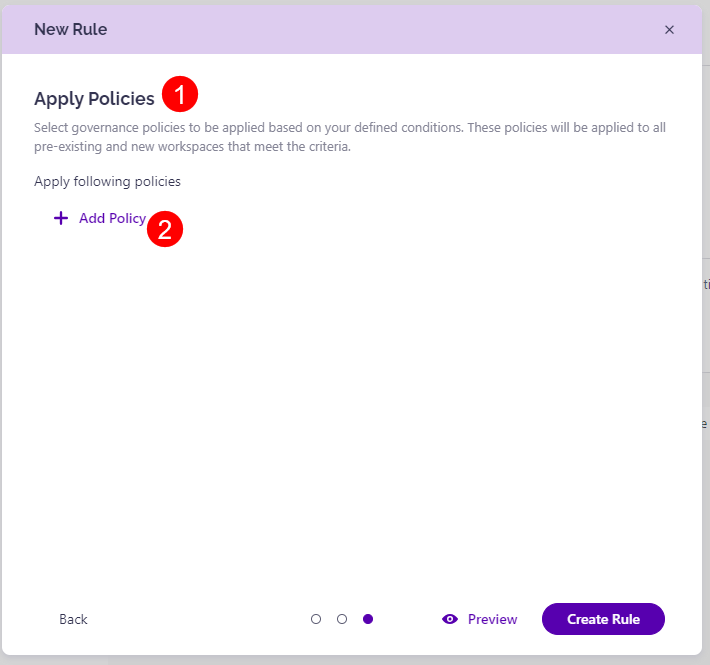 New Rule
Apply Policies 1
Select governance policies to be applied based on your defined conditions. These policies will be applied to all
pre-existing and new workspaces that meet the criteria.
Apply following policies
Add Policy 2
Back
Preview
Create Rule